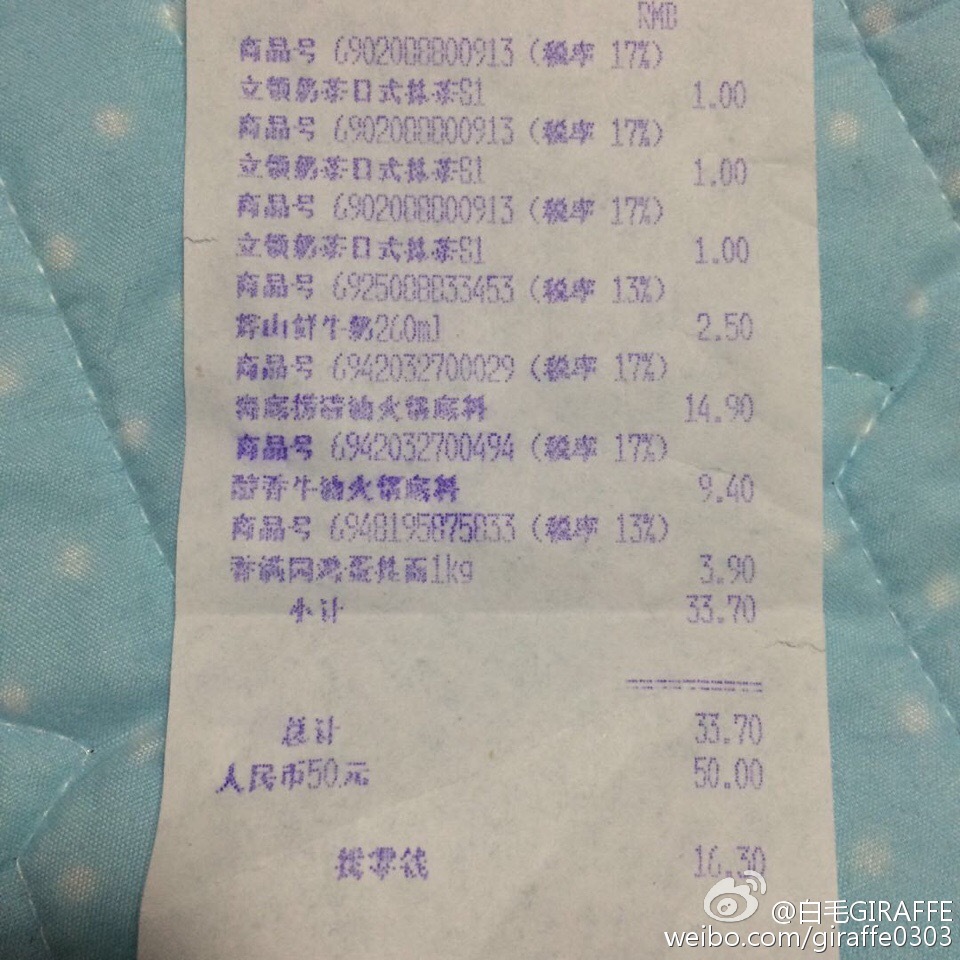 RMB
商品号 6902088800913 (税率 17%)
立顿奶茶日式抹茶S1 1.00
商品号 6902088800913 (税率 17%)
立顿奶茶日式抹茶S1 1.00
商品号 6902088800913 (税率 17%)
立顿奶茶日式抹茶S1 1.00
商品号 6925008833453 (税率 13%)
辉山鲜牛奶260ml 2.50
商品号 6942032700029 (税率 17%)
海底捞清油火锅底料 14.90
商品号 6942032700494 (税率 17%)
醇香牛油火锅底料 9.40
商品号 6948195875833 (税率 13%)
香满园鸡蛋挂面1kg 3.90
小计 33.70
总计 33.70
人民币50元 50.00
找零钱 16.30
@白毛GIRAFFE
weibo.com/giraffe0303